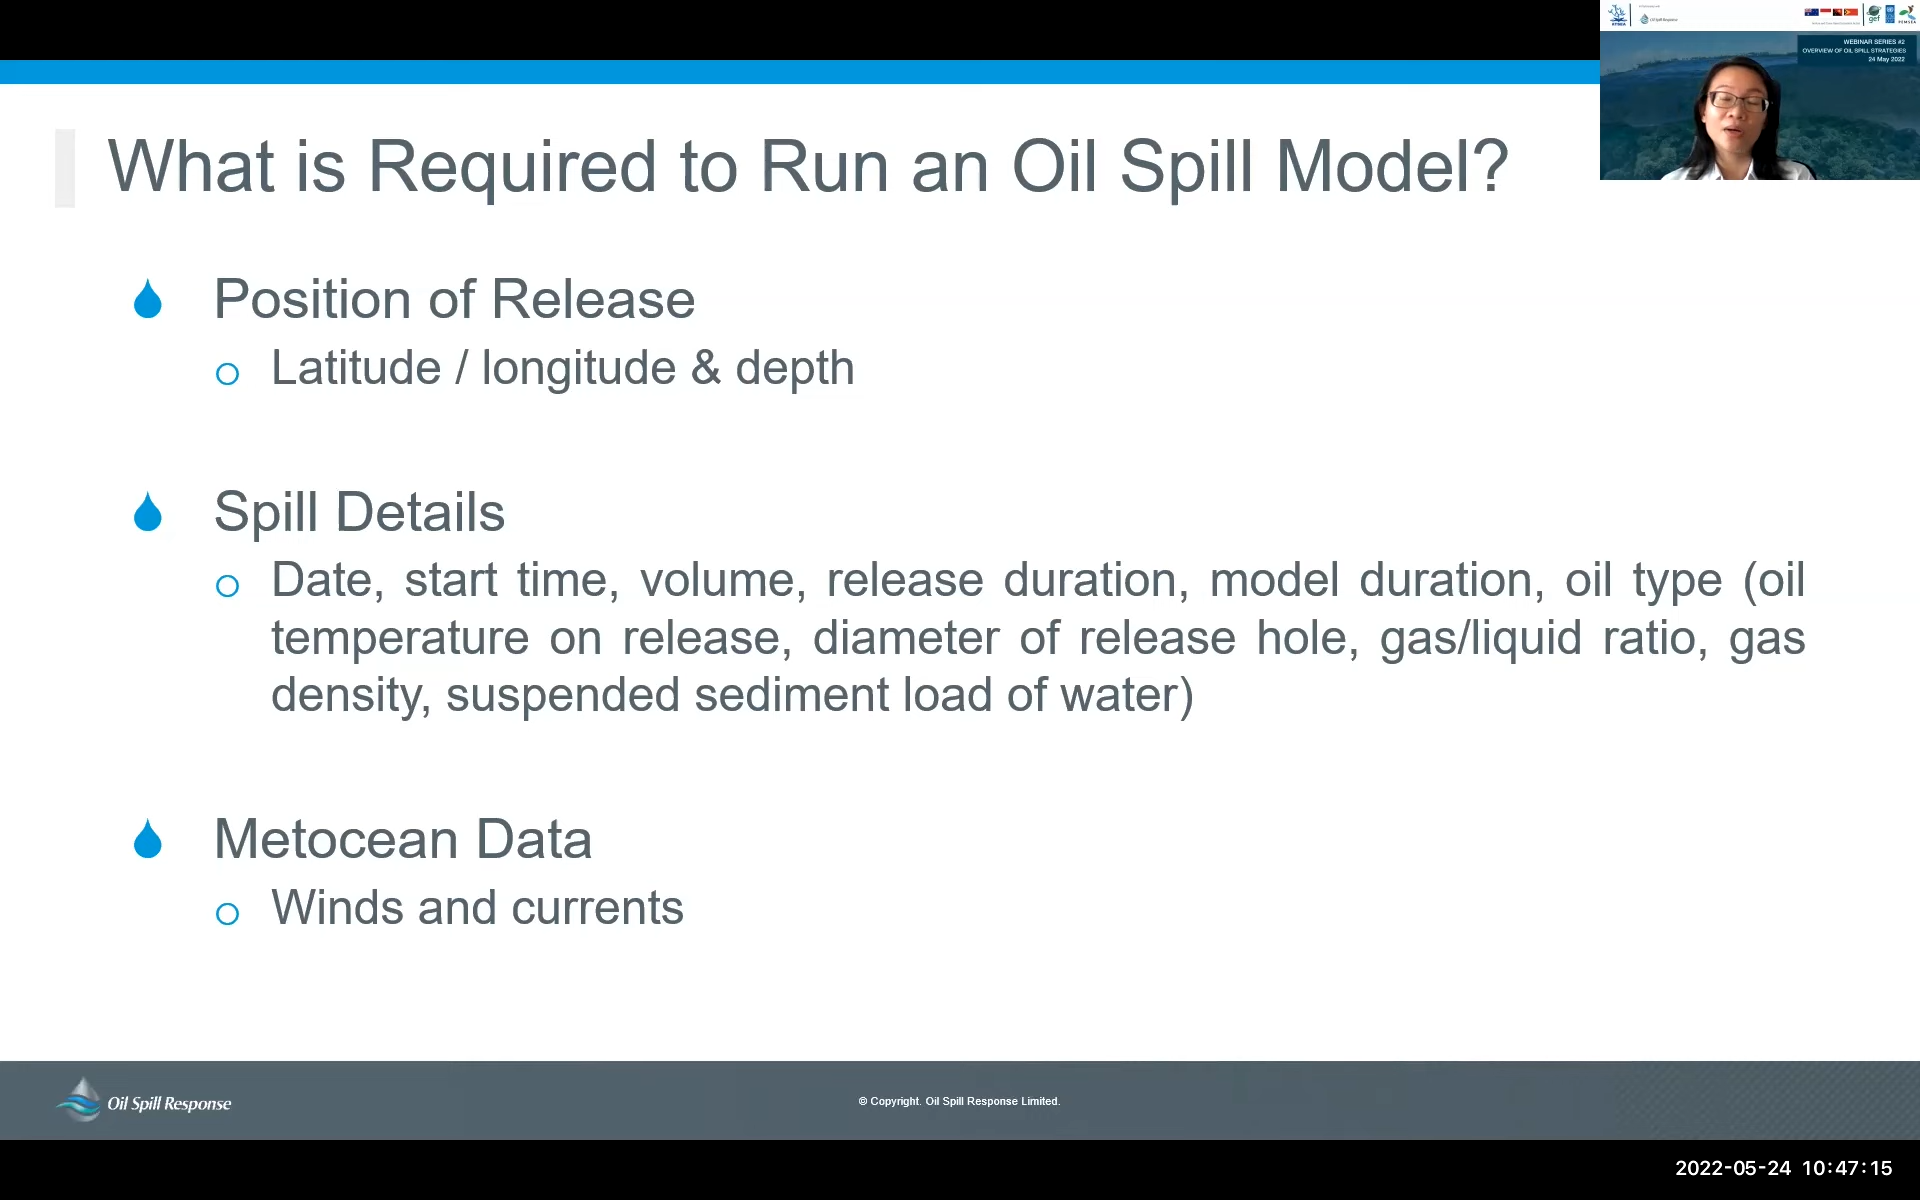 WEBINAR SERIES #2
OVERVIEW OF OIL SPILL STRATEGIES
24 May 2022
What is Required to Run an Oil Spill Model?
Position of Release
Latitude / longitude & depth
Spill Details
Date, start time, volume, release duration, model duration, oil type (oil
temperature on release, diameter of release hole, gas/liquid ratio, gas
density, suspended sediment load of water)
Metocean Data
Winds and currents
Oil Spill Response
© Copyright. Oil Spill Response Limited.
2022-05-24 10:47:15